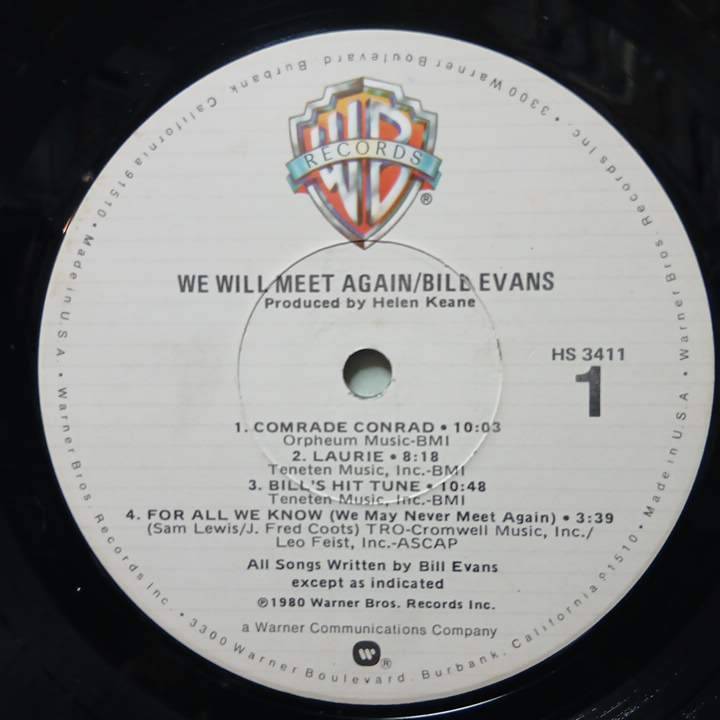 Warner Bros. Records Inc. • 3300 Warner Boulevard, Burbank, California 91510 • Made in U.S.A. • Warner Bros. Records Inc. • 3300 Warner Boulevard, Burbank, California 91510 • Made in U.S.A. •
WB
RECORDS
®
WE WILL MEET AGAIN/BILL EVANS
Produced by Helen Keane
HS 3411
1
1. COMRADE CONRAD • 10:03
Orpheum Music-BMI
2. LAURIE • 8:18
Teneten Music, Inc.-BMI
3. BILL'S HIT TUNE • 10:48
Teneten Music, Inc.-BMI
4. FOR ALL WE KNOW (We May Never Meet Again) • 3:39
(Sam Lewis/J. Fred Coots) TRO-Cromwell Music, Inc./
Leo Feist, Inc.-ASCAP
All Songs Written by Bill Evans
except as indicated
℗1980 Warner Bros. Records Inc.
a Warner Communications Company
®